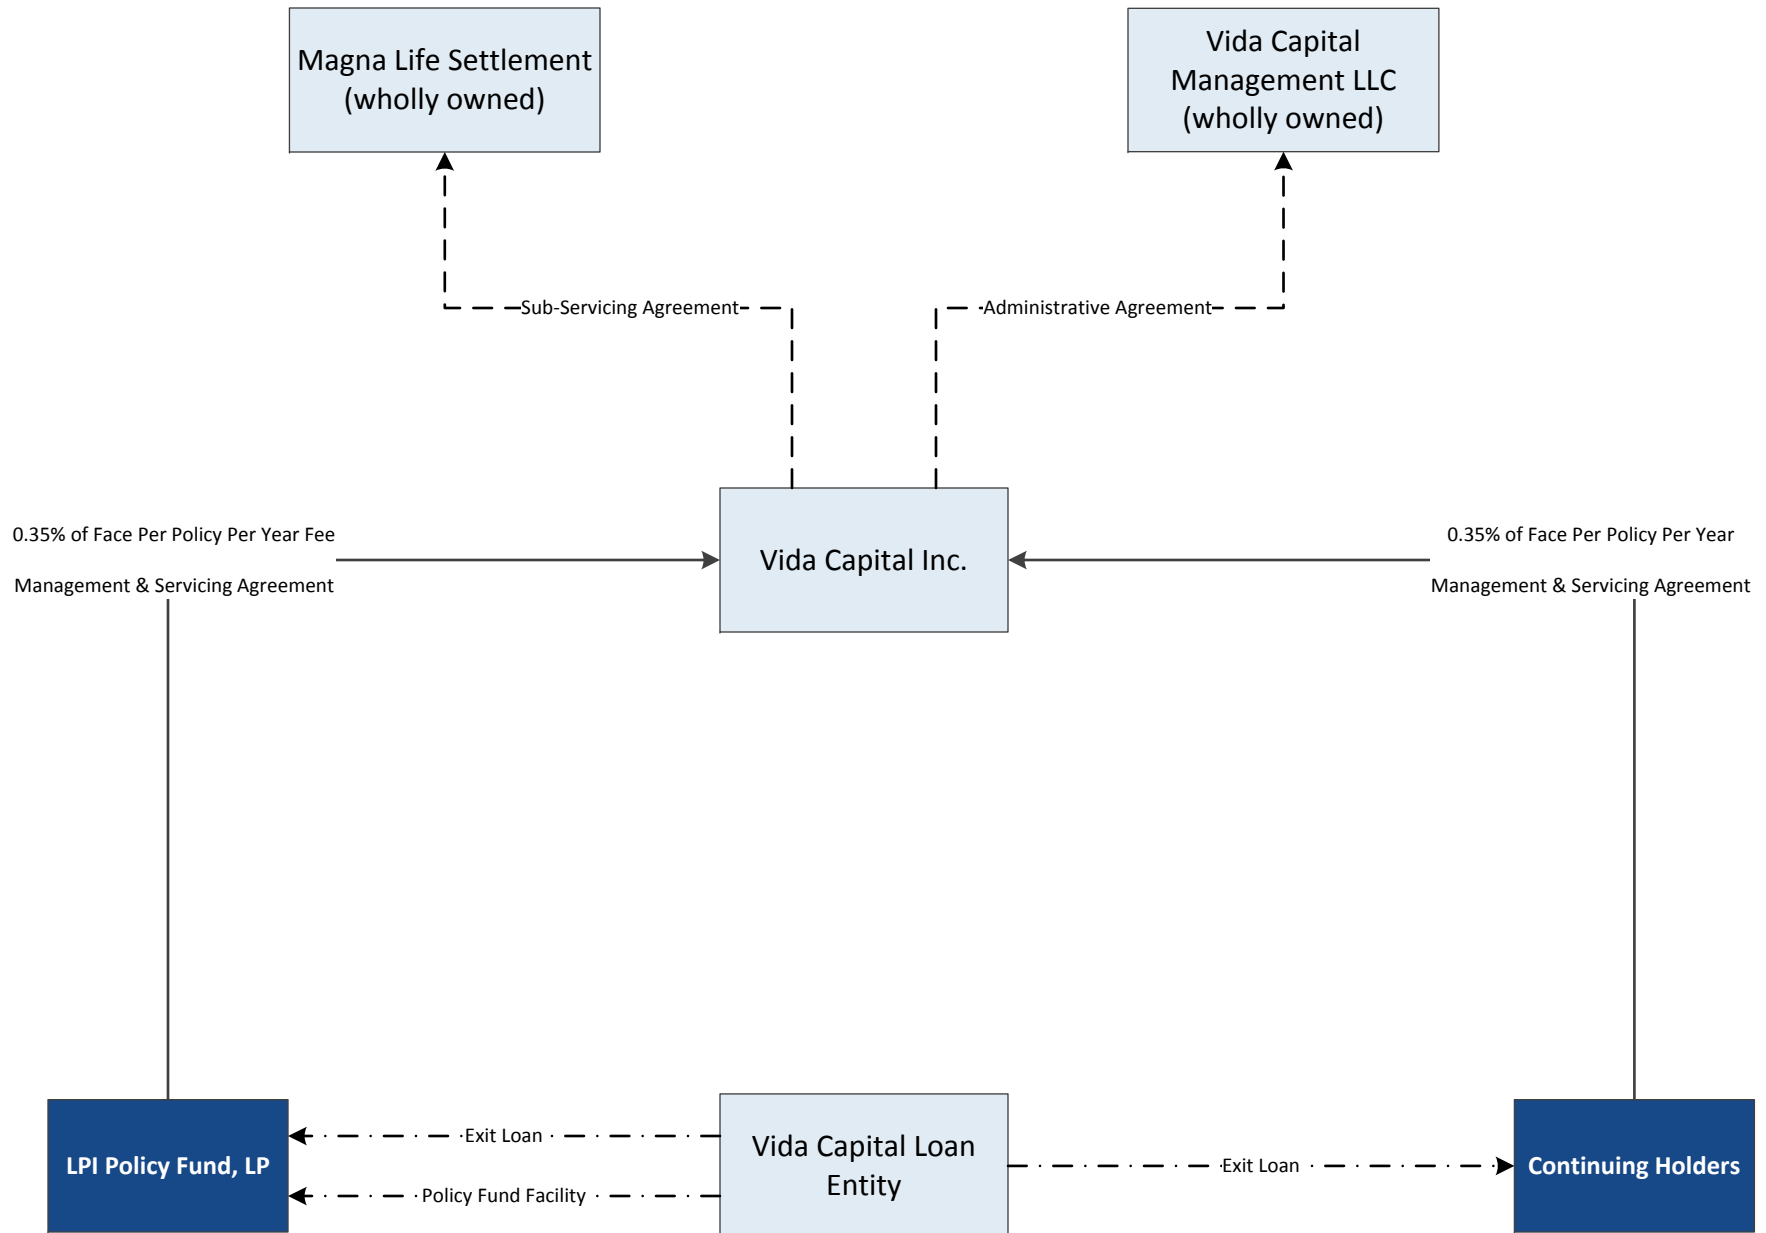 Magna Life Settlement
(wholly owned)
Vida Capital
Management LLC
(wholly owned)
Sub-Servicing Agreement
Administrative Agreement
0.35% of Face Per Policy Per Year Fee
Management & Servicing Agreement
Vida Capital Inc.
0.35% of Face Per Policy Per Year
Management & Servicing Agreement
LPI Policy Fund, LP
Exit Loan
Policy Fund Facility
Vida Capital Loan
Entity
Exit Loan
Continuing Holders